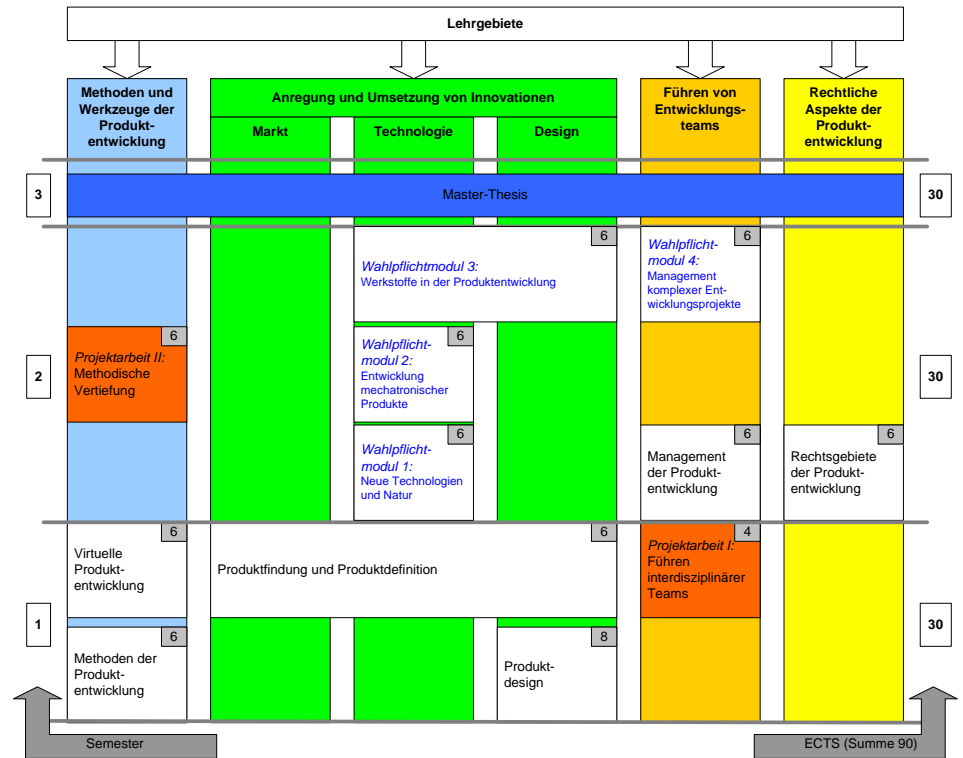 Lehrgebiete
Methoden und
Werkzeuge der
Produkt-
entwicklung
Anregung und Umsetzung von Innovationen
Markt
Technologie
Design
Führen von
Entwicklungs-
teams
Rechtliche
Aspekte der
Produkt-
entwicklung
3
Master-Thesis
30
6
Wahlpflichtmodul 3:
Werkstoffe in der Produktentwicklung
6
Wahlpflicht-
modul 4:
Management
komplexer Ent-
wicklungsprojekte
2
6
Projektarbeit II:
Methodische
Vertiefung
6
Wahlpflicht-
modul 2:
Entwicklung
mechatronischer
Produkte
30
6
Wahlpflicht-
modul 1:
Neue Technologien
und Natur
6
Management
der Produkt-
entwicklung
6
Rechtsgebiete
der Produkt-
entwicklung
1
6
Virtuelle
Produkt-
entwicklung
6
Produktfindung und Produktdefinition
4
Projektarbeit I:
Führen
interdisziplinärer
Teams
30
6
Methoden der
Produkt-
entwicklung
8
Produkt-
design
Semester
ECTS (Summe 90)